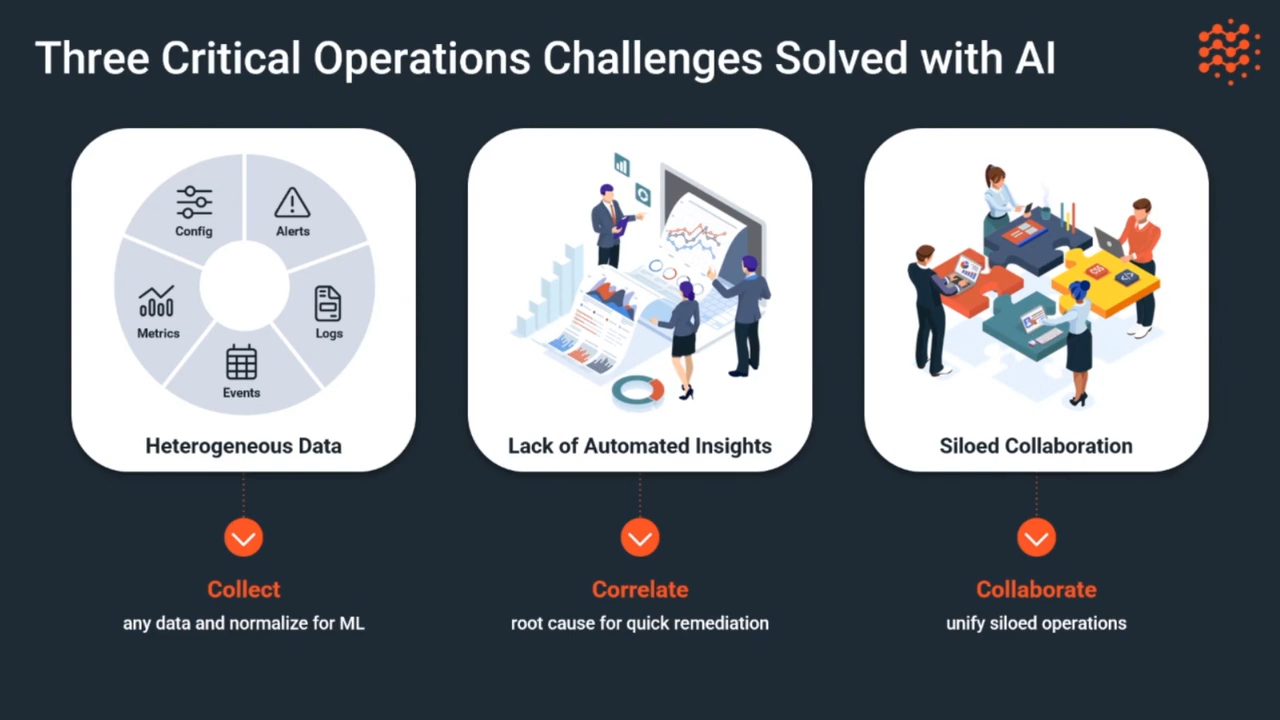 Three Critical Operations Challenges Solved with AI
Config
Alerts
Metrics
Logs
Events
Heterogeneous Data
Collect
any data and normalize for ML
Lack of Automated Insights
Correlate
root cause for quick remediation
CSS
</>
Siloed Collaboration
Collaborate
unify siloed operations